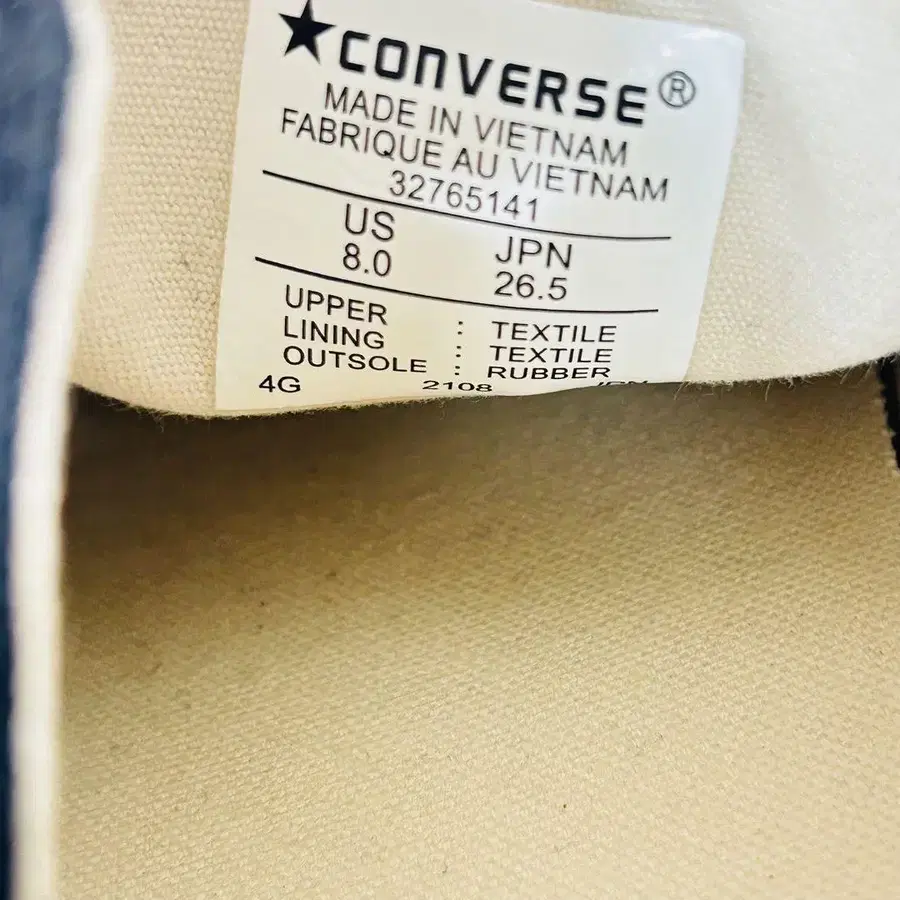 ★CONVERSE®
MADE IN VIETNAM
FABRIQUE AU VIETNAM
32765141
US JPN
8.0 26.5
UPPER : TEXTILE
LINING : TEXTILE
OUTSOLE : RUBBER
4G 2108